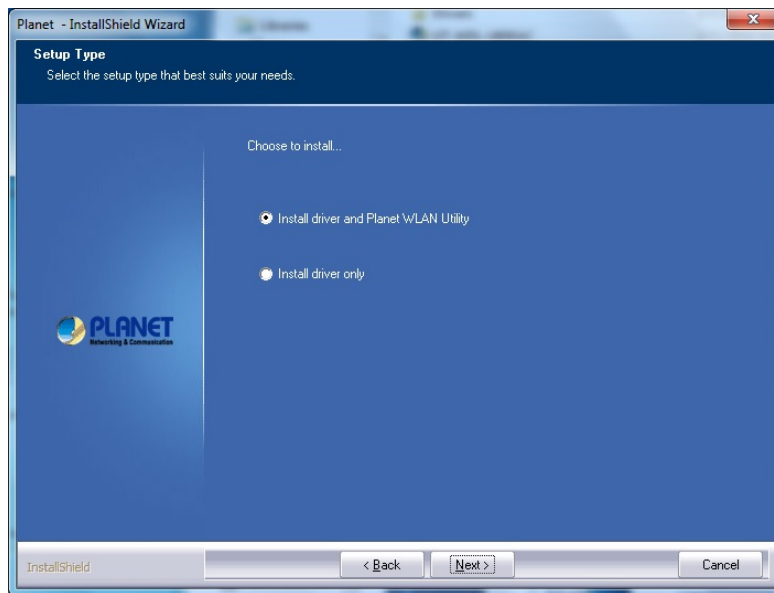 Planet - InstallShield Wizard
Libraries
Setup Type
Select the setup type that best suits your needs.
Choose to install...
Install driver and Planet WLAN Utility
Install driver only
PLANET
Networking & Communication
InstallShield
< Back
Next >
Cancel